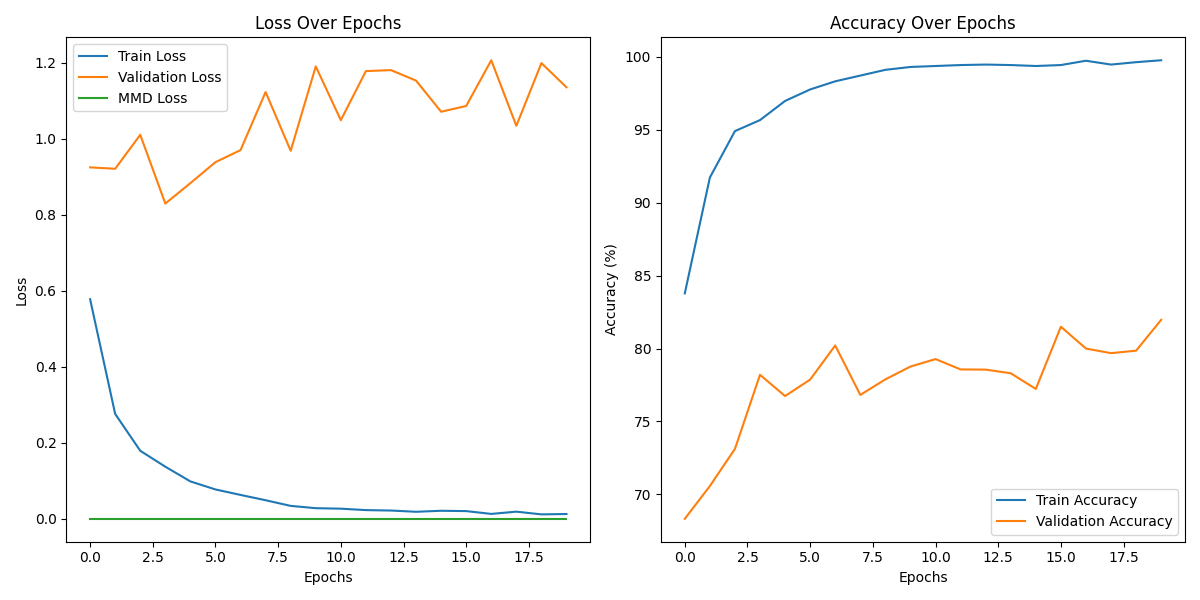 Loss Over Epochs
Train Loss
Validation Loss
MMD Loss
1.2
1.0
0.8
0.6
0.4
0.2
0.0
Loss
0.0 2.5 5.0 7.5 10.0 12.5 15.0 17.5
Epochs
Accuracy Over Epochs
100
95
90
85
80
75
70
Accuracy (%)
Train Accuracy
Validation Accuracy
0.0 2.5 5.0 7.5 10.0 12.5 15.0 17.5
Epochs